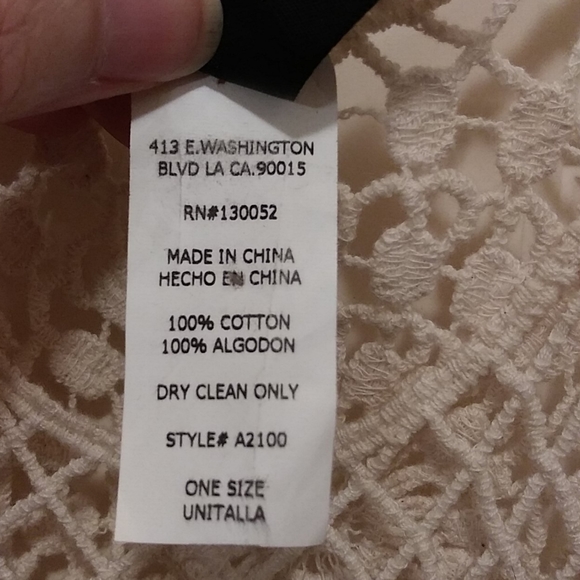 413 E.WASHINGTON
BLVD LA CA.90015
RN#130052
MADE IN CHINA
HECHO EN CHINA
100% COTTON
100% ALGODON
DRY CLEAN ONLY
STYLE# A2100
ONE SIZE
UNITALLA